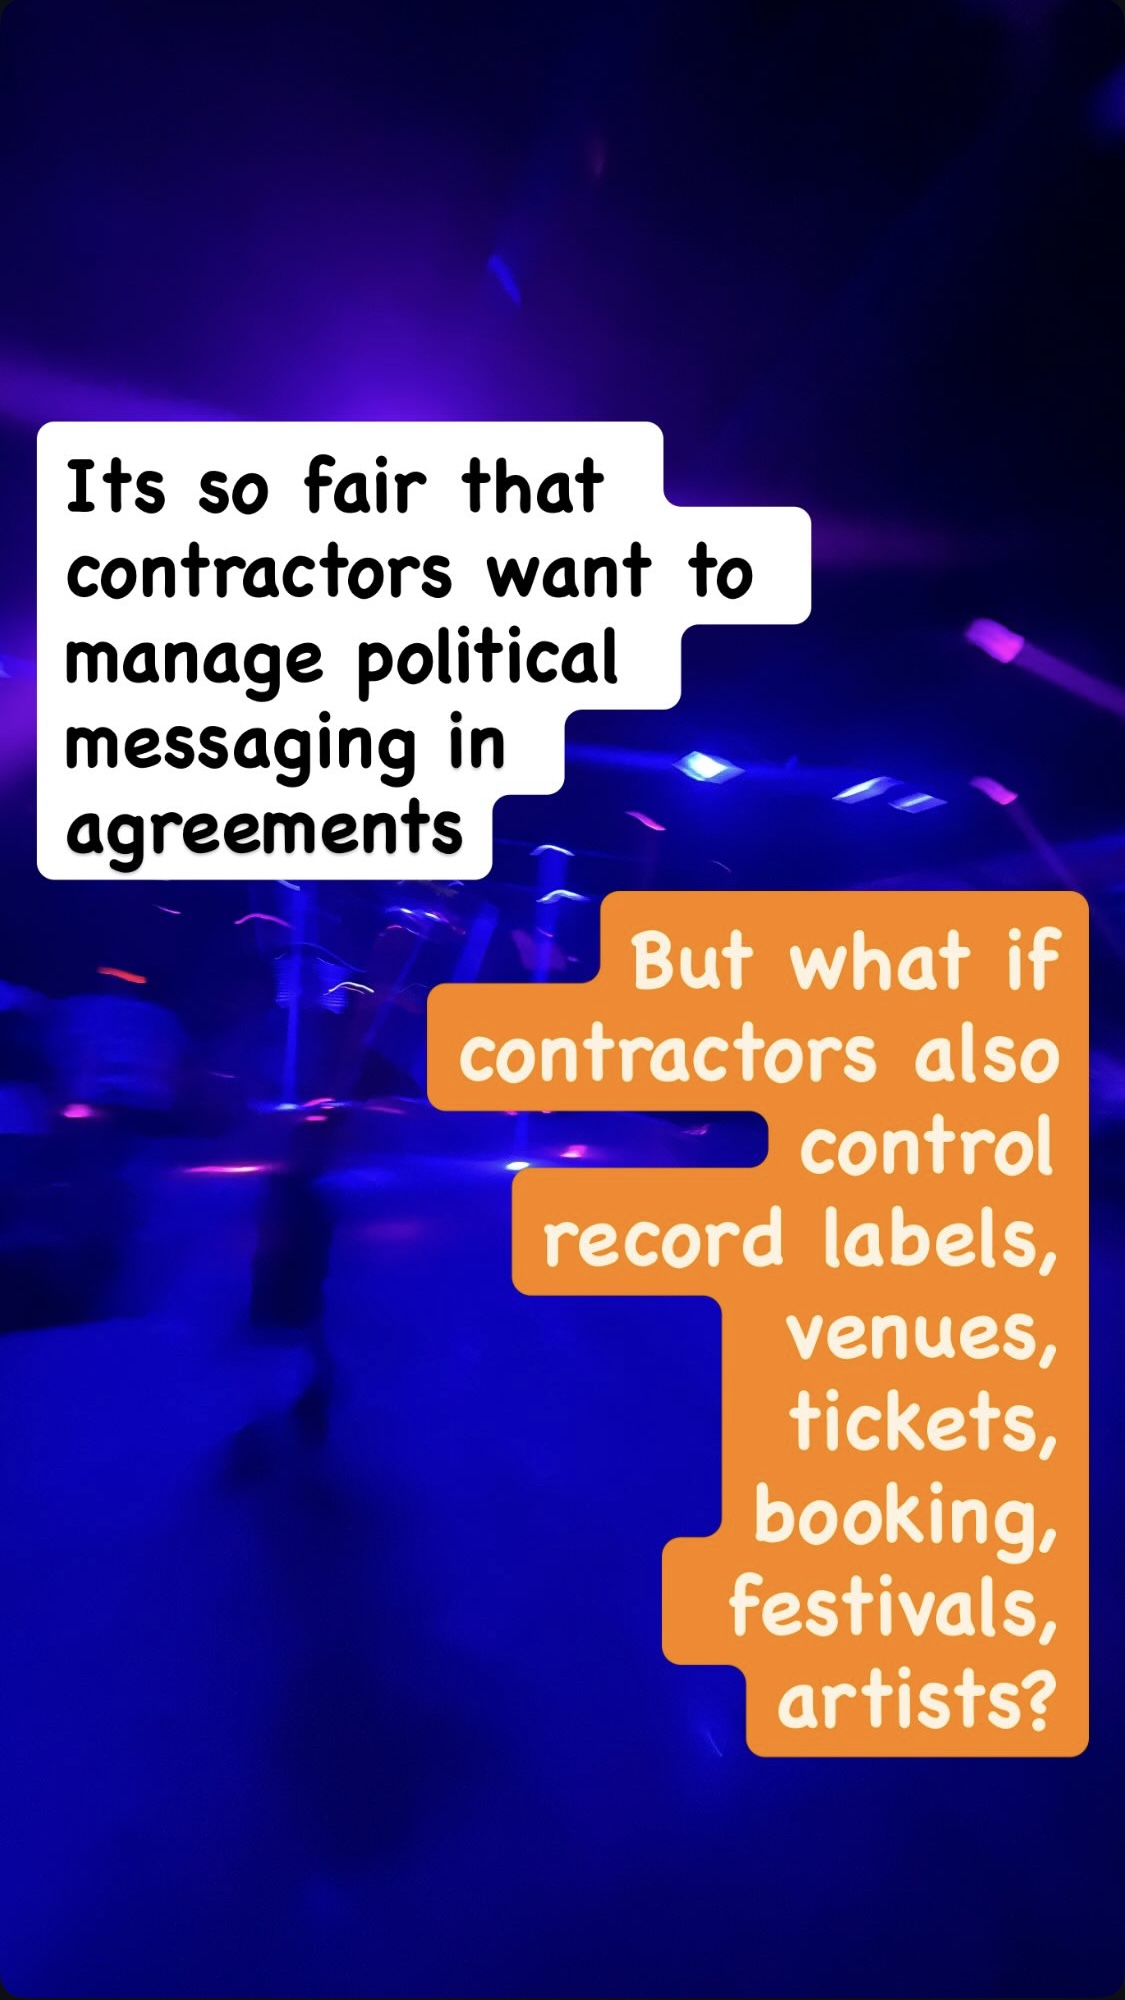 Its so fair that
contractors want to
manage political
messaging in
agreements
But what if
contractors also
control
record labels,
venues,
tickets,
booking,
festivals,
artists?